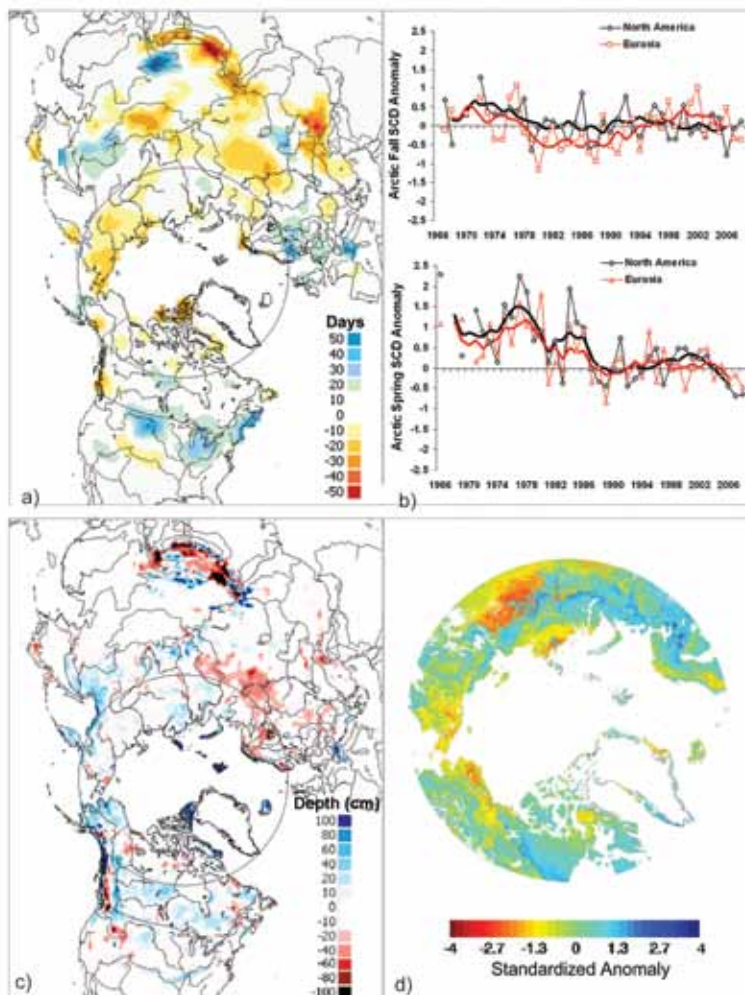 a)
Days
50
40
30
20
10
0
-10
-20
-30
-40
-50
b)
North America
Eurasia
Arctic Fall SCD Anomaly
2.5
2
1.5
1
0.5
0
-0.5
-1
-1.5
-2
-2.5
1966 1970 1974 1978 1982 1986 1990 1994 1998 2002 2006
North America
Eurasia
Arctic Spring SCD Anomaly
2.5
2
1.5
1
0.5
0
-0.5
-1
-1.5
-2
2.5
1966 1970 1974 1978 1982 1986 1990 1994 1998 2002 2006
c)
Depth (cm)
100
80
60
40
20
10
0
-10
-20
-40
-60
-80
-100
d)
-4 -2.7 -1.3 0 1.3 2.7 4
Standardized Anomaly